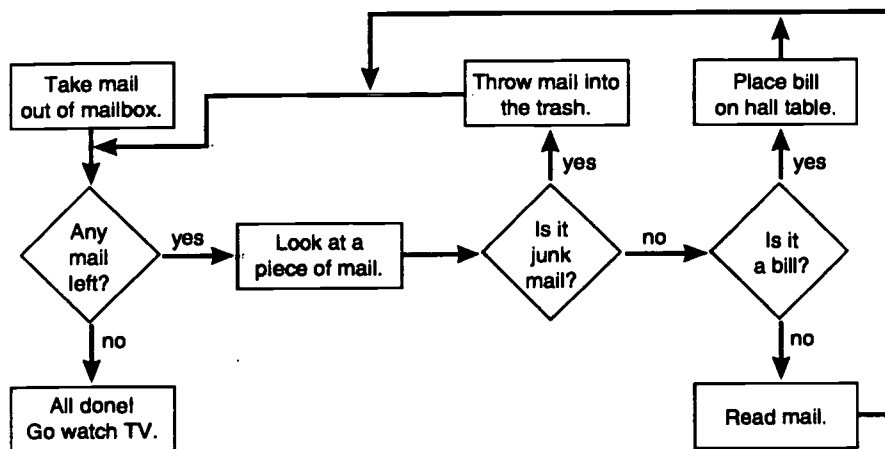 Take mail
out of mailbox.
Throw mail into
the trash.
Place bill
on hall table.
yes
yes
Any
mail
left?
yes
Look at a
piece of mail.
Is it
junk
mail?
no
Is it
a bill?
no
no
All done!
Go watch TV.
Read mail.